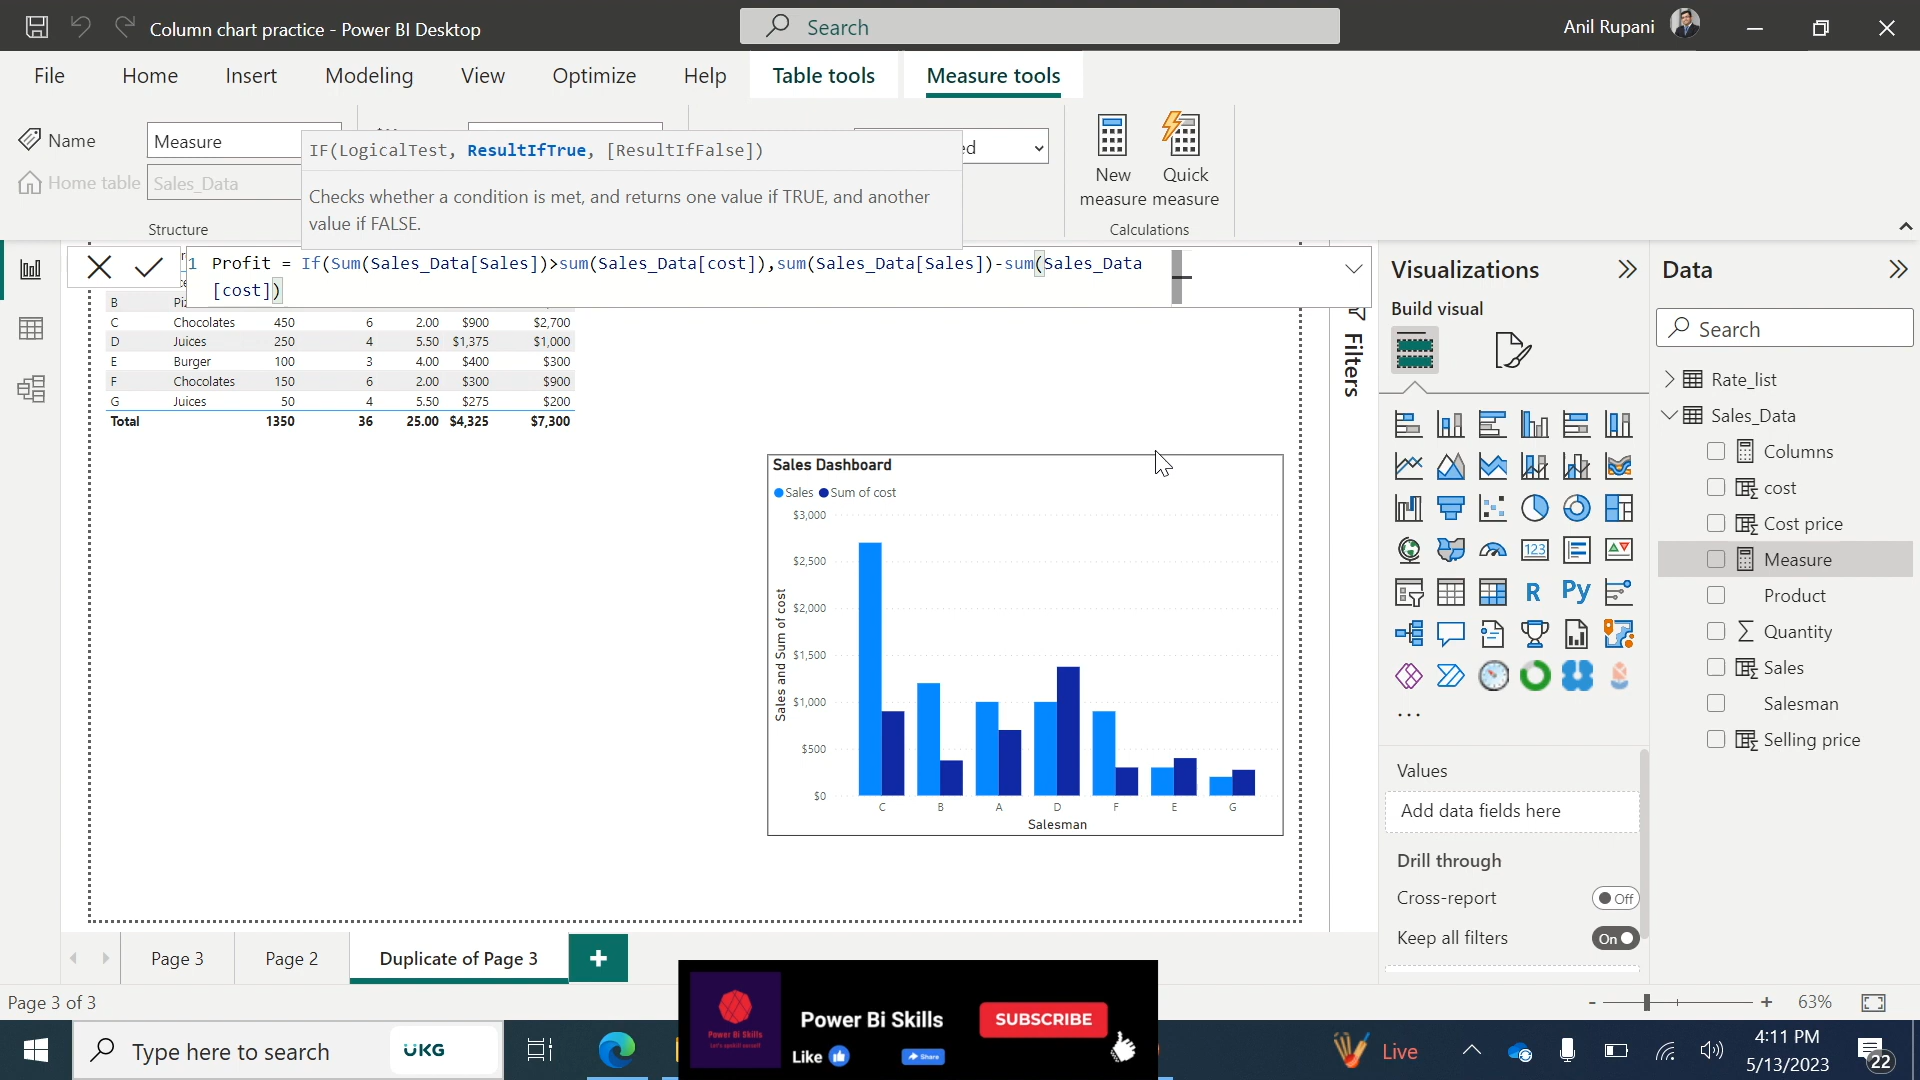 Column chart practice - Power BI Desktop
Search
Anil Rupani
File Home Insert Modeling View Optimize Help Table tools Measure tools
Name
Measure
Home table
Sales_Data
Structure
IF(LogicalTest, ResultIfTrue, [ResultIfFalse])
Checks whether a condition is met, and returns one value if TRUE, and another
value if FALSE.
ed
New
measure
Quick
measure
Calculations
1 Profit = If(Sum(Sales_Data[Sales])>sum(Sales_Data[cost]),sum(Sales_Data[Sales])-sum(Sales_Data
[cost])
B
C Chocolates 450 6 2.00 $900 $2,700
D Juices 250 4 5.50 $1,375 $1,000
E Burger 100 3 4.00 $400 $300
F Chocolates 150 6 2.00 $300 $900
G Juices 50 4 5.50 $275 $200
Total 1350 36 25.00 $4,325 $7,300
Sales Dashboard
Sales Sum of cost
Sales and Sum of cost
$3,000
$2,500
$2,000
$1,500
$1,000
$500
$0
C B A D F E G
Salesman
Filters
Visualizations
Build visual
R Py
123
...
Values
Add data fields here
Drill through
Cross-report
Off
Keep all filters
On
Data
Search
Rate_list
Sales_Data
Columns
cost
Cost price
Measure
Product
Quantity
Sales
Salesman
Selling price
Page 3
Page 2
Duplicate of Page 3
+
Page 3 of 3
- + 63%
Type here to search
UKG
Power Bi Skills
Power Bi Skills
Like
Share
SUBSCRIBE
Live
4:11 PM
5/13/2023
22